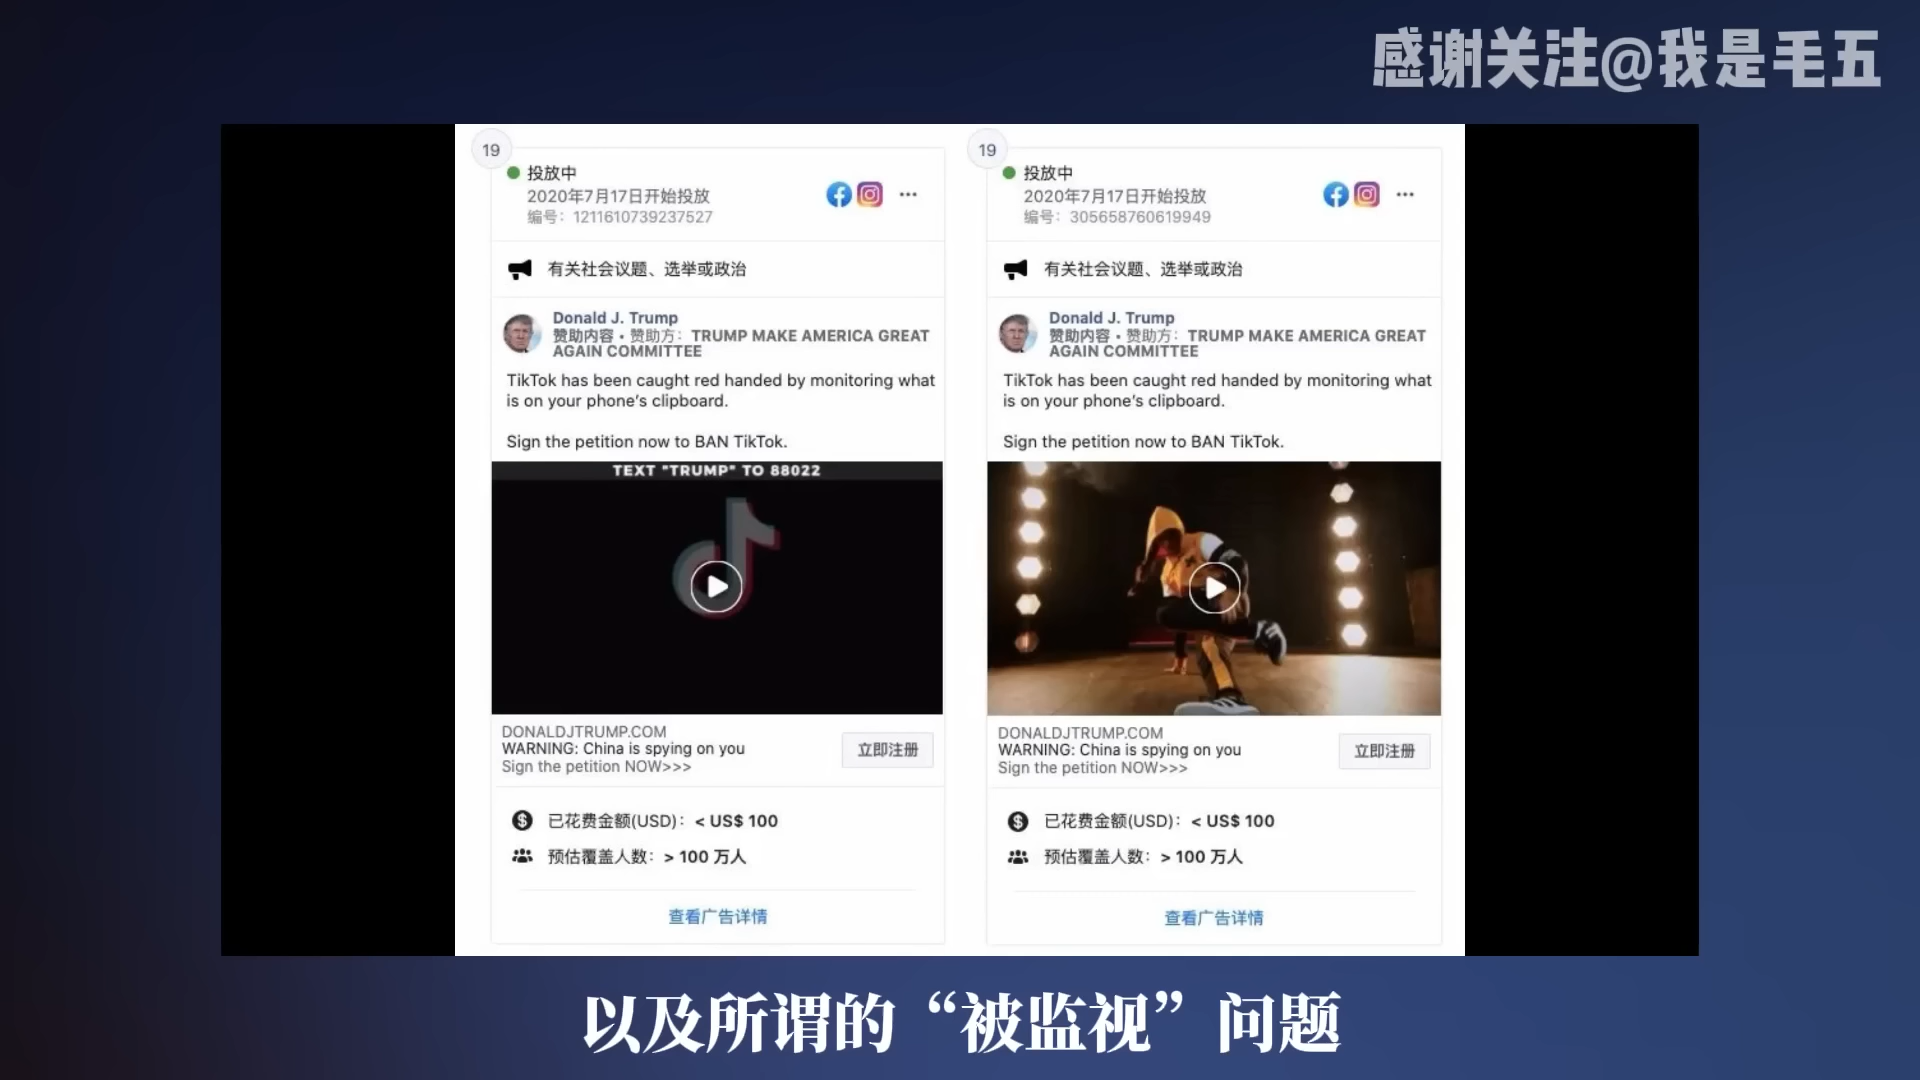 感谢关注@我是毛五
19
投放中
2020年7月17日开始投放
编号：1211610739237527
···
有关社会议题、选举或政治
Donald J. Trump
赞助内容 • 赞助方：TRUMP MAKE AMERICA GREAT
AGAIN COMMITTEE
TikTok has been caught red handed by monitoring what
is on your phone's clipboard.
Sign the petition now to BAN TikTok.
TEXT "TRUMP" TO 88022
DONALDJTRUMP.COM
WARNING: China is spying on you
Sign the petition NOW>>>
立即注册
已花费金额(USD)：< US$ 100
预估覆盖人数：> 100 万人
查看广告详情
19
投放中
2020年7月17日开始投放
编号：305658760619949
···
有关社会议题、选举或政治
Donald J. Trump
赞助内容 • 赞助方：TRUMP MAKE AMERICA GREAT
AGAIN COMMITTEE
TikTok has been caught red handed by monitoring what
is on your phone's clipboard.
Sign the petition now to BAN TikTok.
DONALDJTRUMP.COM
WARNING: China is spying on you
Sign the petition NOW>>>
立即注册
已花费金额(USD)：< US$ 100
预估覆盖人数：> 100 万人
查看广告详情
以及所谓的“被监视”问题